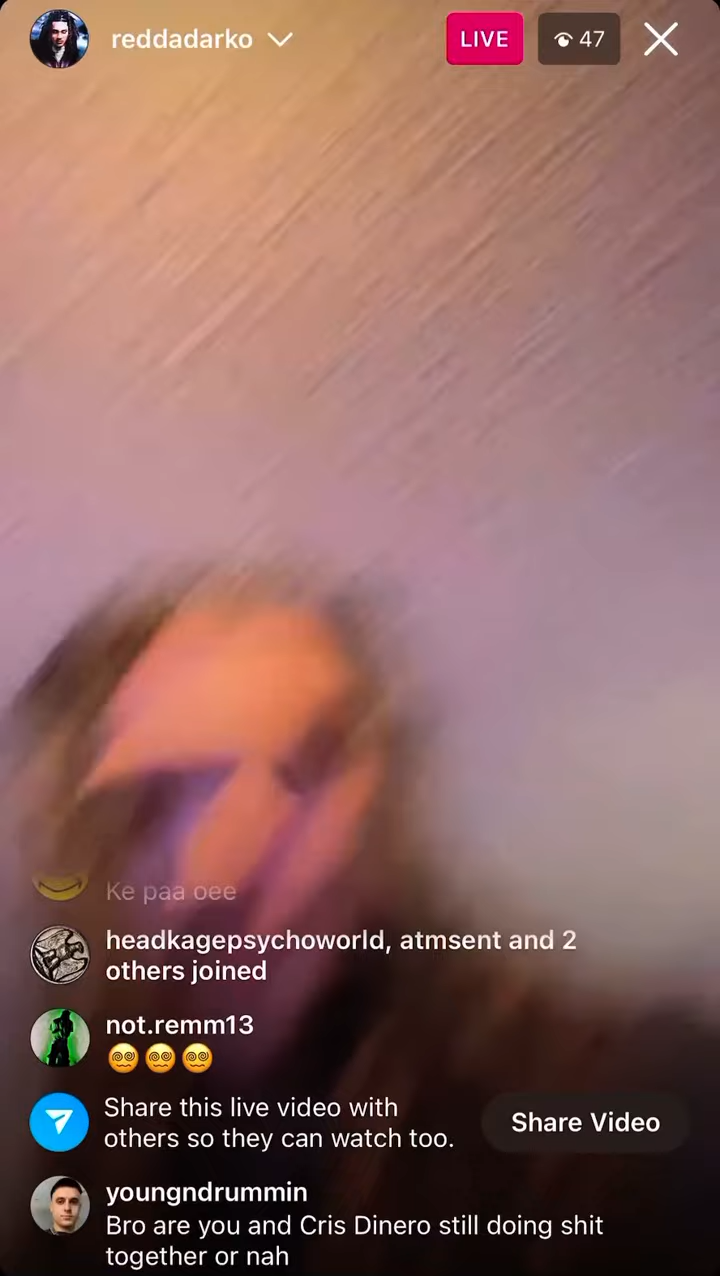 reddadarko
LIVE
47
Ke paa oee
headkagepsychoworld, atmsent and 2
others joined
not.remm13
😵‍💫😵‍💫😵‍💫
Share this live video with
others so they can watch too.
Share Video
youngndrummin
Bro are you and Cris Dinero still doing shit
together or nah